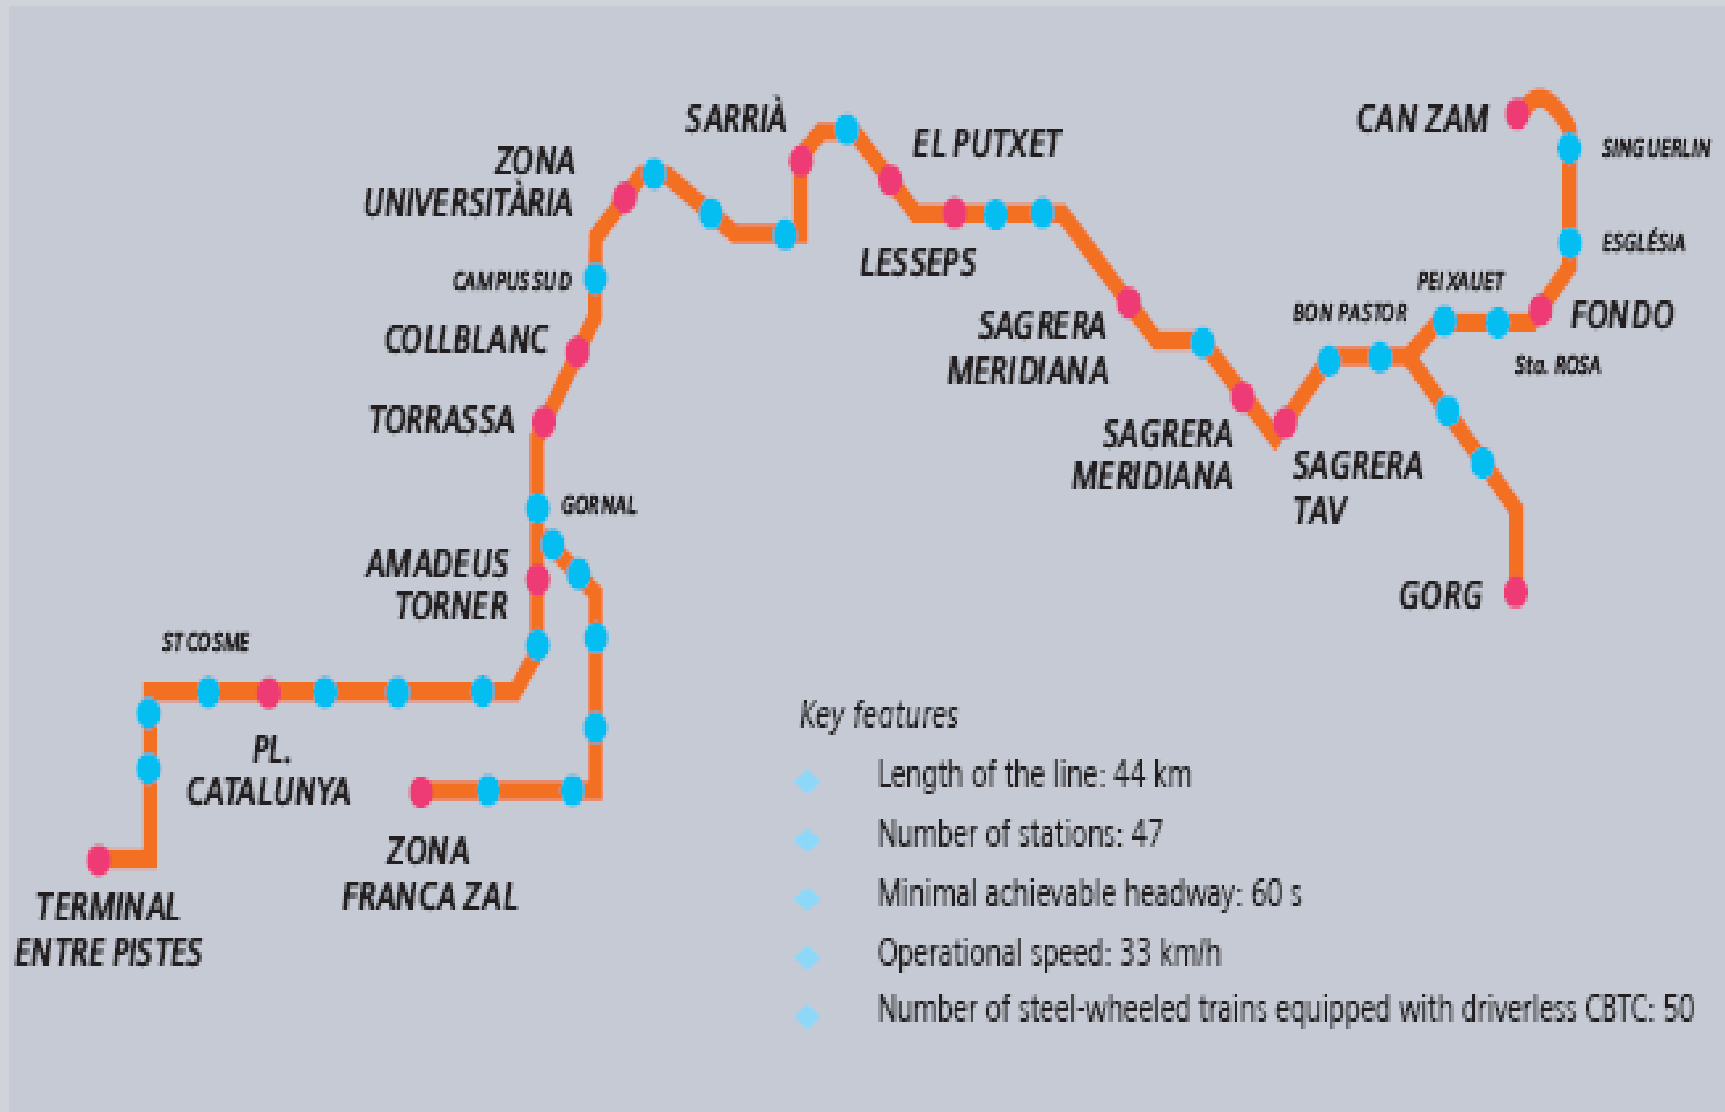 SARRIÀ
EL PUTXET
CAN ZAM
SINGUERLIN
ZONA
UNIVERSITÀRIA
ESGLÉSIA
LESSEPS
CAMPUS SUD
PEIXAUET
BON PASTOR
FONDO
COLLBLANC
SAGRERA
MERIDIANA
Sta. ROSA
TORRASSA
SAGRERA
MERIDIANA
SAGRERA
TAV
GORNAL
AMADEUS
TORNER
GORG
ST COSME
PL.
CATALUNYA
ZONA
FRANCA ZAL
TERMINAL
ENTRE PISTES
Key features
Length of the line: 44 km
Number of stations: 47
Minimal achievable headway: 60 s
Operational speed: 33 km/h
Number of steel-wheeled trains equipped with driverless CBTC: 50